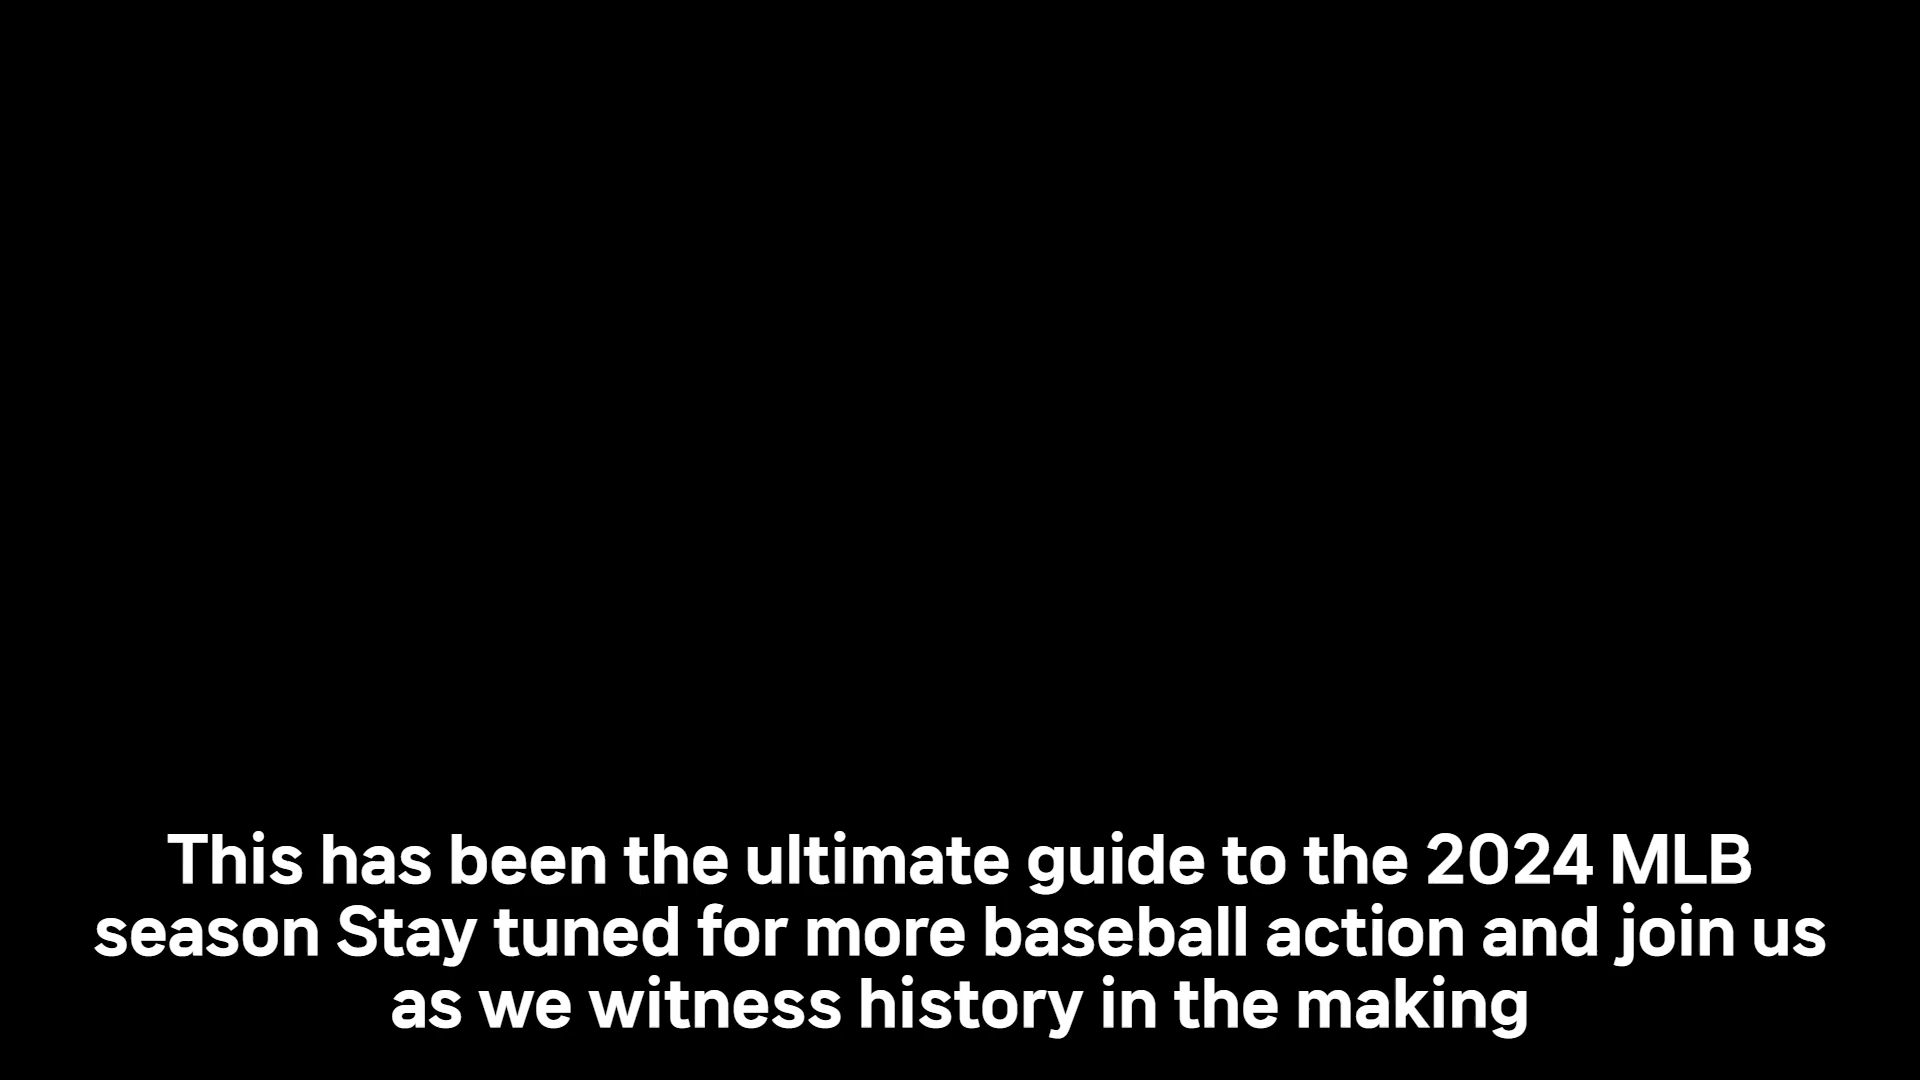 This has been the ultimate guide to the 2024 MLB
season Stay tuned for more baseball action and join us
as we witness history in the making